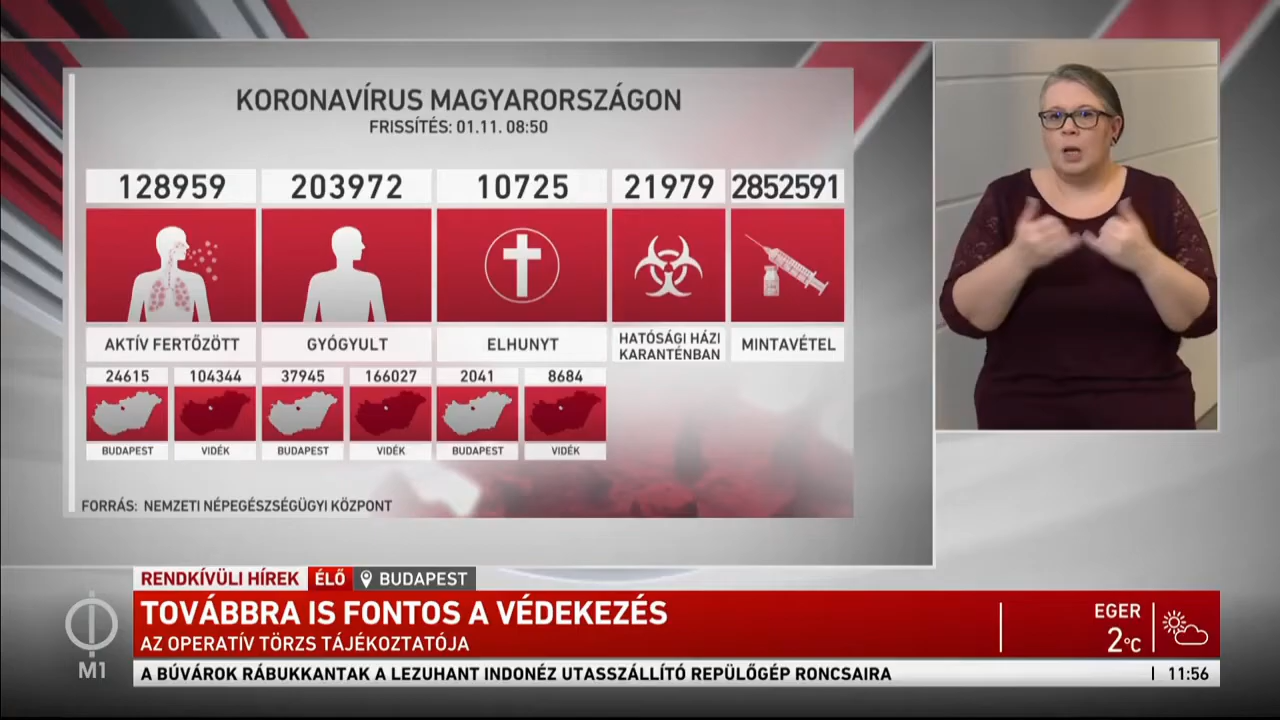 KORONAVÍRUS MAGYARORSZÁGON
FRISSÍTÉS: 01.11. 08:50
128959
203972
10725
21979
2852591
AKTÍV FERTŐZÖTT
GYÓGYULT
ELHUNYT
HATÓSÁGI HÁZI
KARANTÉNBAN
MINTAVÉTEL
24615
104344
37945
166027
2041
8684
BUDAPEST
VIDÉK
BUDAPEST
VIDÉK
BUDAPEST
VIDÉK
FORRÁS: NEMZETI NÉPEGÉSZSÉGÜGYI KÖZPONT
RENDKÍVÜLI HÍREK ÉLŐ BUDAPEST
TOVÁBBRA IS FONTOS A VÉDEKEZÉS
AZ OPERATÍV TÖRZS TÁJÉKOZTATÓJA
EGER
2°C
M1
A BÚVÁROK RÁBUKKANTAK A LEZUHANT INDONÉZ UTASSZÁLLÍTÓ REPÜLŐGÉP RONCSAIRA
11:56